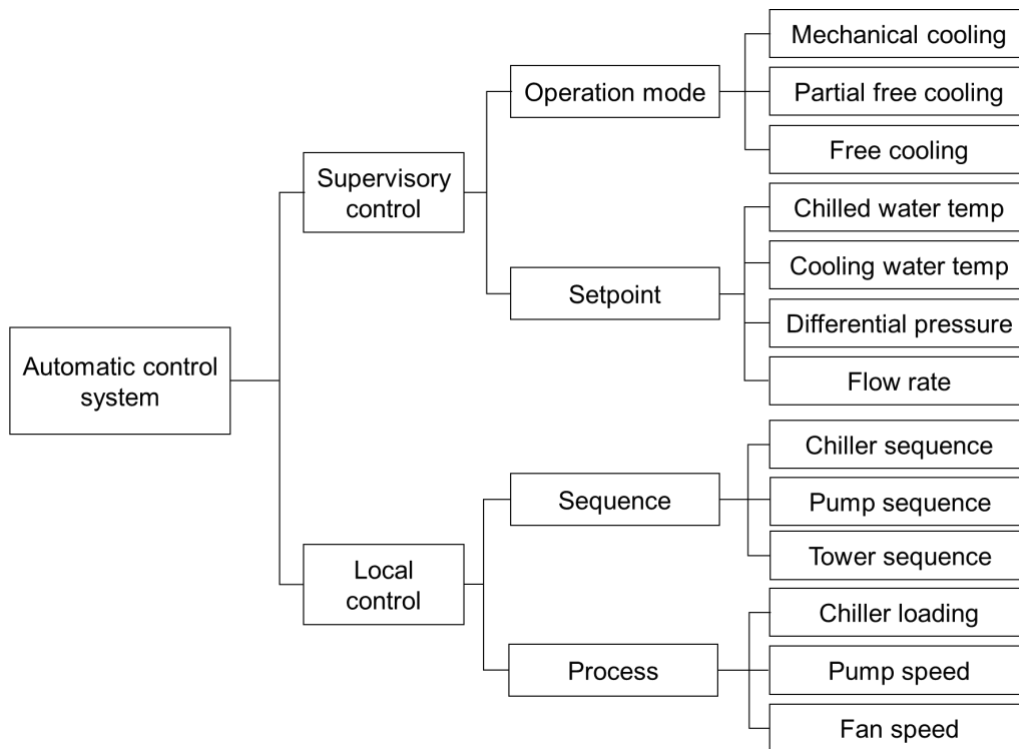 Mechanical cooling
Operation mode
Partial free cooling
Free cooling
Supervisory
control
Chilled water temp
Cooling water temp
Setpoint
Differential pressure
Flow rate
Automatic control
system
Chiller sequence
Sequence
Pump sequence
Tower sequence
Local
control
Chiller loading
Process
Pump speed
Fan speed